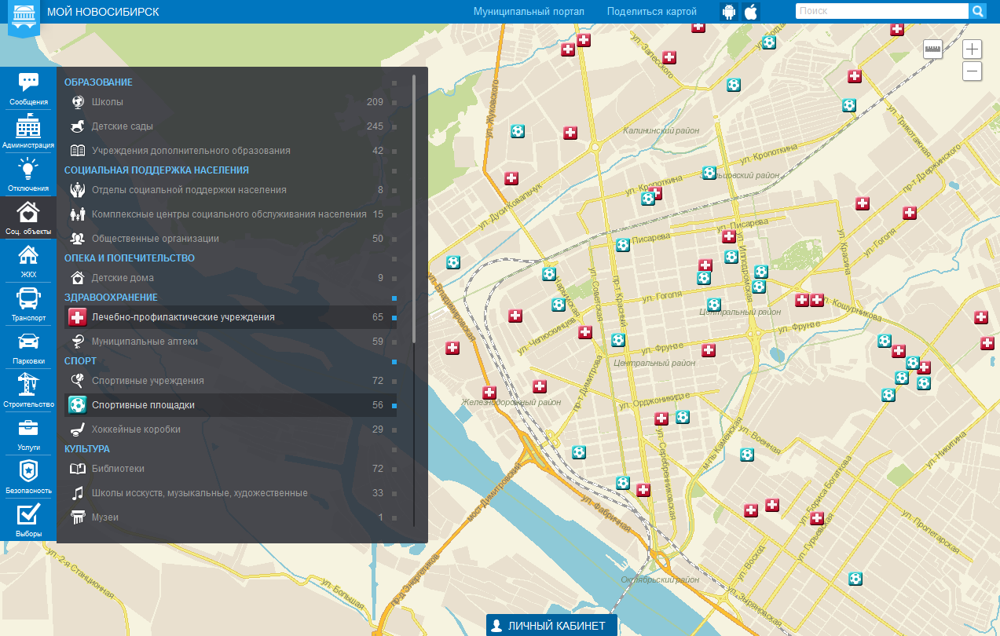 МОЙ НОВОСИБИРСК
Муниципальный портал
Поделиться картой
Поиск
Сообщения
Администрация
Отключения
Соц. объекты
ЖКХ
Транспорт
Парковки
Строительство
Услуги
Безопасность
Выборы
ОБРАЗОВАНИЕ
Школы 209
Детские сады 245
Учреждения дополнительного образования 42
СОЦИАЛЬНАЯ ПОДДЕРЖКА НАСЕЛЕНИЯ
Отделы социальной поддержки населения 8
Комплексные центры социального обслуживания населения 15
Общественные организации 50
ОПЕКА И ПОПЕЧИТЕЛЬСТВО
Детские дома 9
ЗДРАВООХРАНЕНИЕ
Лечебно-профилактические учреждения 65
Муниципальные аптеки 59
СПОРТ
Спортивные учреждения 72
Спортивные площадки 56
Хоккейные коробки 29
КУЛЬТУРА
Библиотеки 72
Школы исскуств, музыкальные, художественные 33
Музеи 1
ул. Жуковского
ул. Залесского
Калининский район
ул. Трикотажная
пр-т Дзержинского
ул. Кропоткина
ул. Кропоткина
ул. Дуси Ковальчук
ул. Писарева
Писарева
ул. Гоголя
ул. Красина
ул. Ипподромская
ул. Владимировская
ул. Советская
пр-т Красный
ул. Гоголя
Центральный район
ул. Кошурникова
ул. Фрунзе
ул. Челюскинцев
ул. Фрунзе
Центральный район
пр-т Димитрова
Железнодорожный район
ул. Орджоникидзе
ул. Военная
м-ль Каменская
ул. Серебренниковская
ул. Никитина
ул. Бориса Богаткова
мост Димитровский
ул. Фабричная
ул. Гурьевская
ул. Пролетарская
ул. Восход
Октябрьский район
ул. Зыряновская
ул. 2-я Станционная
ул. Большая
пр-д Энергетиков
ЛИЧНЫЙ КАБИНЕТ